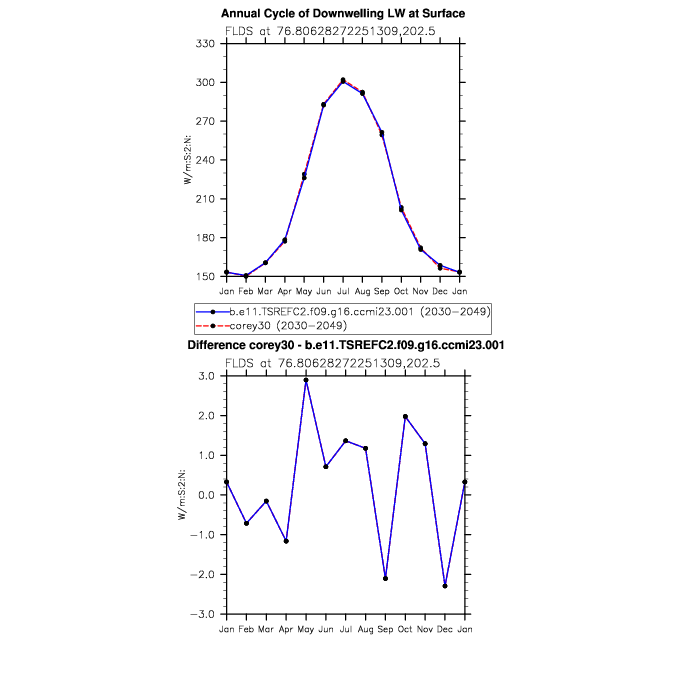 Annual Cycle of Downwelling LW at Surface
FLDS at 76.80628272251309,202.5
330
300
270
240
210
180
150
W/m:S:2:N:
Jan Feb Mar Apr May Jun Jul Aug Sep Oct Nov Dec Jan
b.e11.TSREFC2.f09.g16.ccmi23.001 (2030-2049)
corey30 (2030-2049)
Difference corey30 - b.e11.TSREFC2.f09.g16.ccmi23.001
FLDS at 76.80628272251309,202.5
3.0
2.0
1.0
0.0
-1.0
-2.0
-3.0
W/m:S:2:N:
Jan Feb Mar Apr May Jun Jul Aug Sep Oct Nov Dec Jan